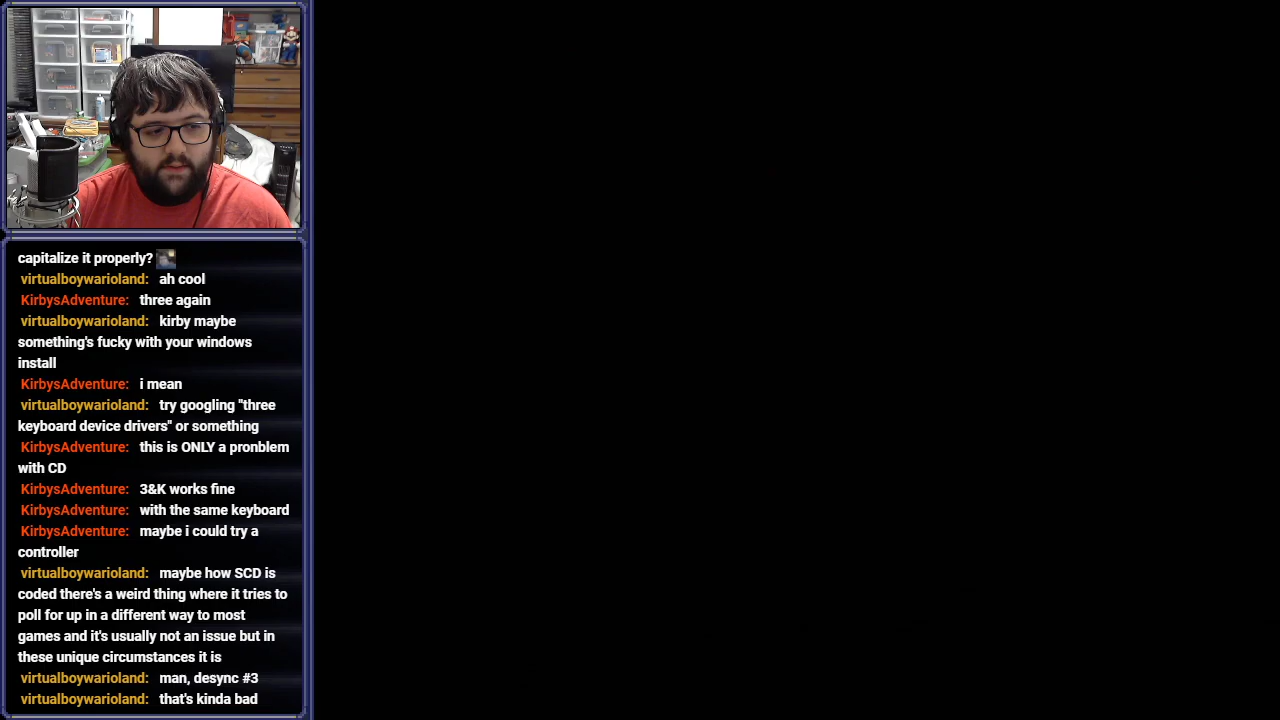 capitalize it properly?
virtualboywarioland: ah cool
KirbysAdventure: three again
virtualboywarioland: kirby maybe
something's fucky with your windows
install
KirbysAdventure: i mean
virtualboywarioland: try googling "three
keyboard device drivers" or something
KirbysAdventure: this is ONLY a pronblem
with CD
KirbysAdventure: 3&K works fine
KirbysAdventure: with the same keyboard
KirbysAdventure: maybe i could try a
controller
virtualboywarioland: maybe how SCD is
coded there's a weird thing where it tries to
poll for up in a different way to most
games and it's usually not an issue but in
these unique circumstances it is
virtualboywarioland: man, desync #3
virtualboywarioland: that's kinda bad